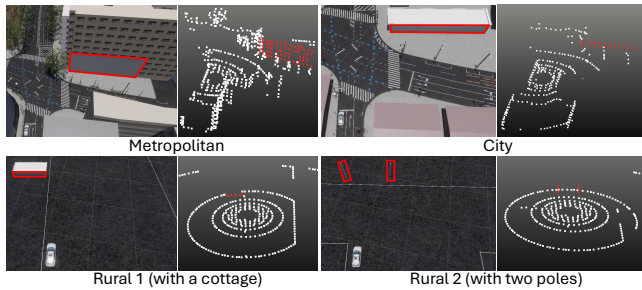 Metropolitan
City
Rural 1 (with a cottage)
Rural 2 (with two poles)